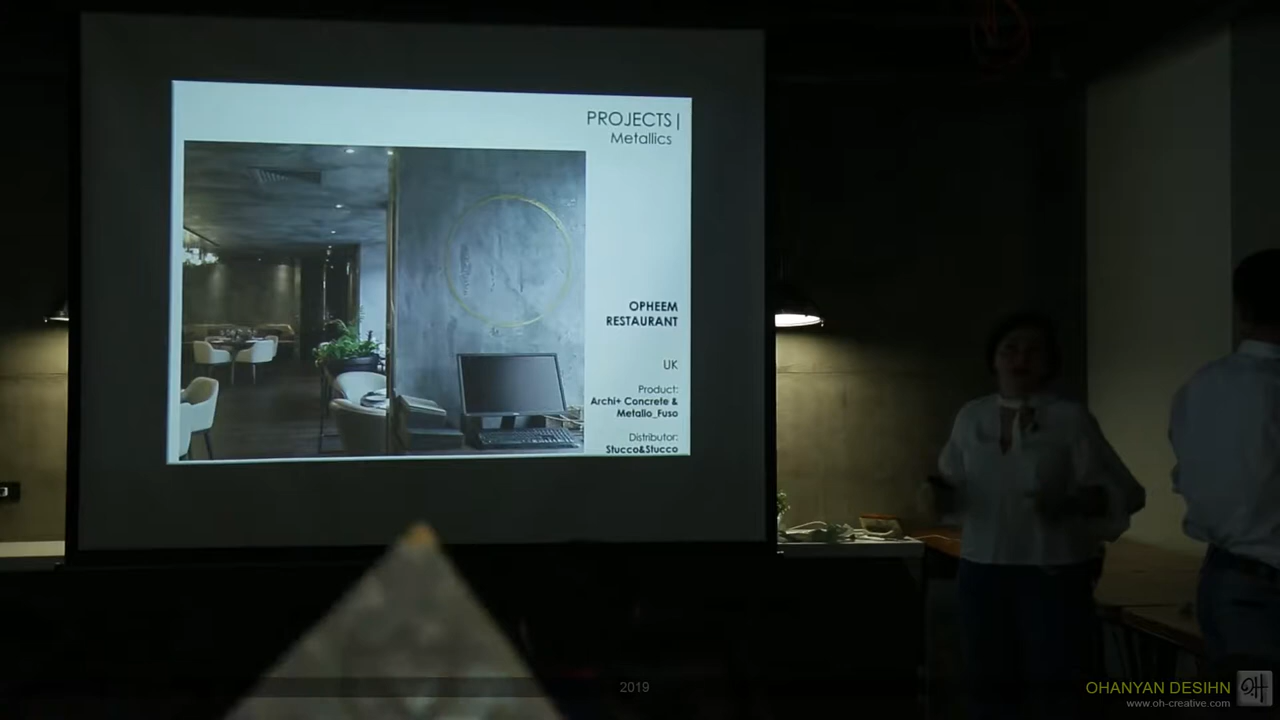 PROJECTS|
Metallics
OPHEEM
RESTAURANT
UK
Product:
Archi+ Concrete &
Metallo_Fuso
Distributor:
Stucco&Stucco
2019
OHANYAN DESIHN
www.oh-creative.com